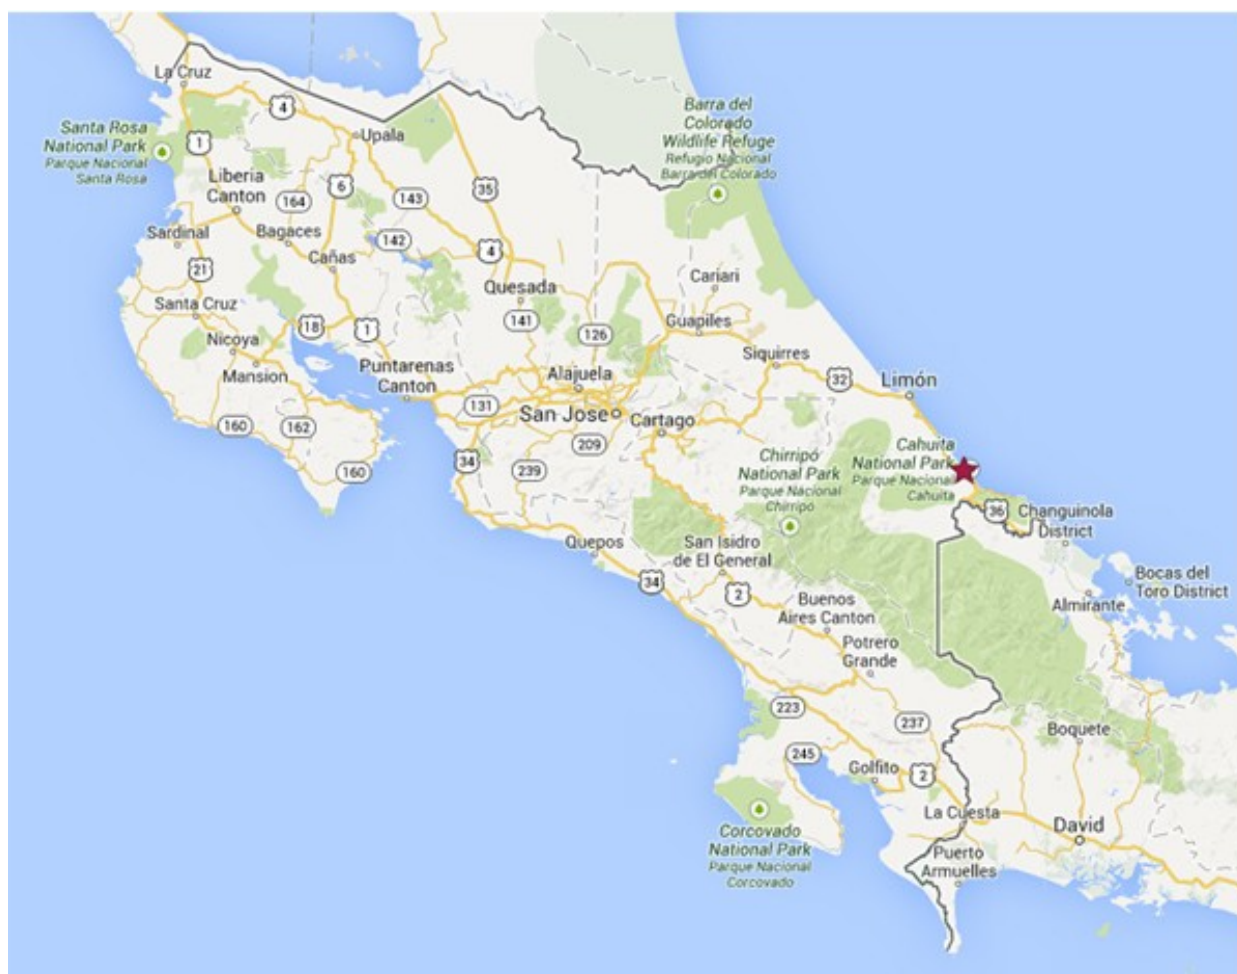 La Cruz
4
Upala
Barra del
Colorado
Wildlife Refuge
Refugio Nacional
Barra del Colorado
Santa Rosa
National Park
Parque Nacional
Santa Rosa
1
Liberia
Canton
164
6
143
35
Sardinal
Bagaces
142
4
Cañas
21
Quesada
Cariari
Santa Cruz
18
1
141
126
Guapiles
Nicoya
Mansion
Puntarenas
Canton
Alajuela
Siquirres
32
Limón
131
San Jose
Cartago
160
162
209
34
239
160
Chirripó
National Park
Parque Nacional
Chirripó
Cahuita
National Park
Parque Nacional
Cahuita
36
Changuinola
District
Quepos
San Isidro
de El General
34
2
Bocas del
Toro District
Almirante
Buenos
Aires Canton
Potrero
Grande
223
237
245
Boquete
Golfito
2
Corcovado
National Park
Parque Nacional
Corcovado
La Cuesta
David
Puerto
Armuelles